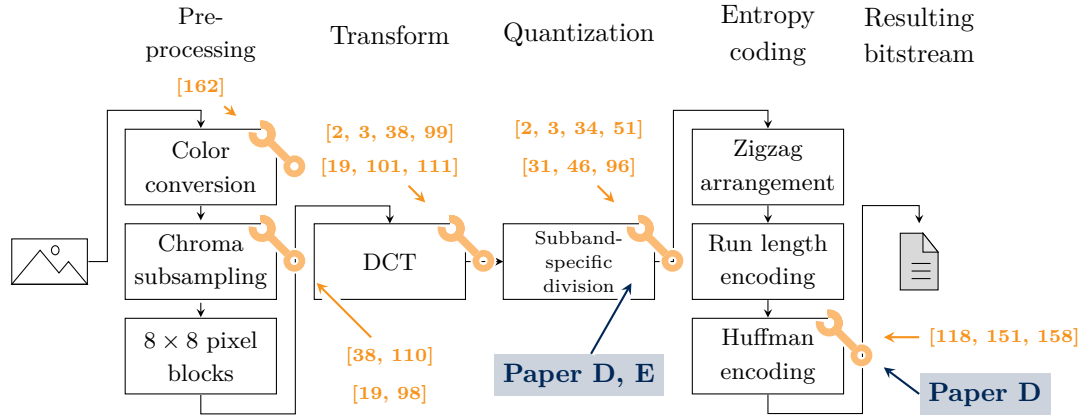 Pre-
processing
Transform
Quantization
Entropy
coding
Resulting
bitstream
[162]
[2, 3, 38, 99]
[19, 101, 111]
[2, 3, 34, 51]
[31, 46, 96]
Color
conversion
Chroma
subsampling
8 × 8 pixel
blocks
DCT
Subband-
specific
division
Zigzag
arrangement
Run length
encoding
Huffman
encoding
[38, 110]
[19, 98]
Paper D, E
[118, 151, 158]
Paper D